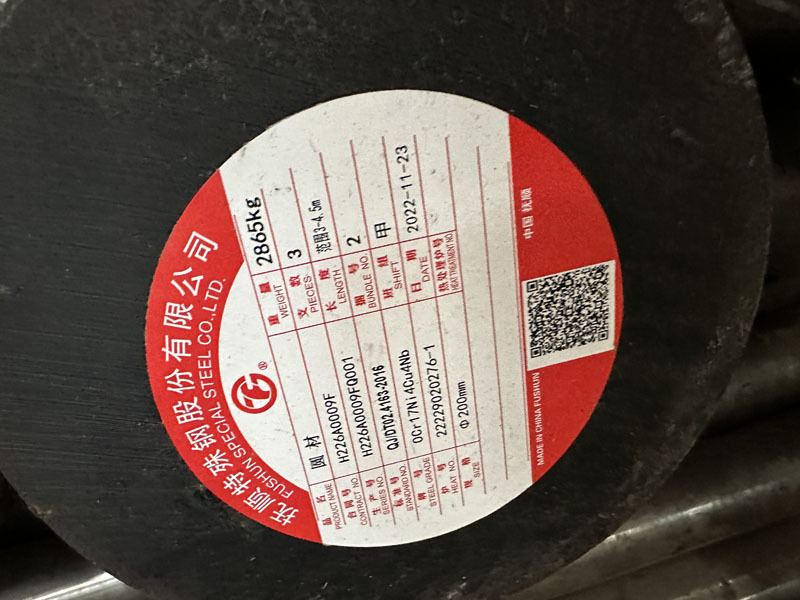 抚顺特殊钢股份有限公司
FUSHUN SPECIAL STEEL CO.,LTD.
®
品名 圆材 重量 2865kg
PRODUCT NAME WEIGHT
合同号 H226A0009F 支数 3
CONTRACT NO. PIECES
生产号 H226A0009FQ001 长度 范围3-4.5m
SERIES NO. LENGTH
标准号 QJ/DT02.4163-2016 捆号 2
STANDARD NO. BUNDLE NO.
钢号 0Cr17Ni4Cu4Nb 班组 甲
STEEL GRADE SHIFT
炉号 22229020276-1 日期 2022-11-23
HEAT NO. DATE
规格 Φ200mm 热处理炉号
SIZE HEAT TREATMENT NO.
MADE IN CHINA FUSHUN 中国 抚顺